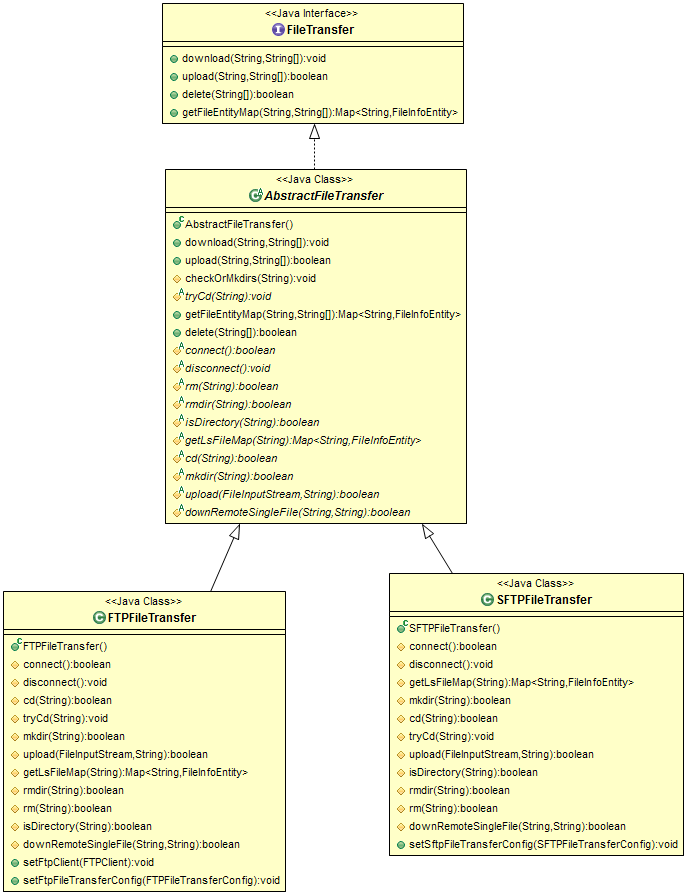 <<Java Interface>>
FileTransfer
download(String,String[]):void
upload(String,String[]):boolean
delete(String[]):boolean
getFileEntityMap(String,String[]):Map<String,FileInfoEntity>
<<Java Class>>
AbstractFileTransfer
AbstractFileTransfer()
download(String,String[]):void
upload(String,String[]):boolean
checkOrMkdirs(String):void
tryCd(String):void
getFileEntityMap(String,String[]):Map<String,FileInfoEntity>
delete(String[]):boolean
connect():boolean
disconnect():void
rm(String):boolean
rmdir(String):boolean
isDirectory(String):boolean
getLsFileMap(String):Map<String,FileInfoEntity>
cd(String):boolean
mkdir(String):boolean
upload(FileInputStream,String):boolean
downRemoteSingleFile(String,String):boolean
<<Java Class>>
FTPFileTransfer
FTPFileTransfer()
connect():boolean
disconnect():void
cd(String):boolean
tryCd(String):void
mkdir(String):boolean
upload(FileInputStream,String):boolean
getLsFileMap(String):Map<String,FileInfoEntity>
rmdir(String):boolean
rm(String):boolean
isDirectory(String):boolean
downRemoteSingleFile(String,String):boolean
setFtpClient(FTPClient):void
setFtpFileTransferConfig(FTPFileTransferConfig):void
<<Java Class>>
SFTPFileTransfer
SFTPFileTransfer()
connect():boolean
disconnect():void
getLsFileMap(String):Map<String,FileInfoEntity>
mkdir(String):boolean
cd(String):boolean
tryCd(String):void
upload(FileInputStream,String):boolean
isDirectory(String):boolean
rmdir(String):boolean
rm(String):boolean
downRemoteSingleFile(String,String):boolean
setSftpFileTransferConfig(SFTPFileTransferConfig):void